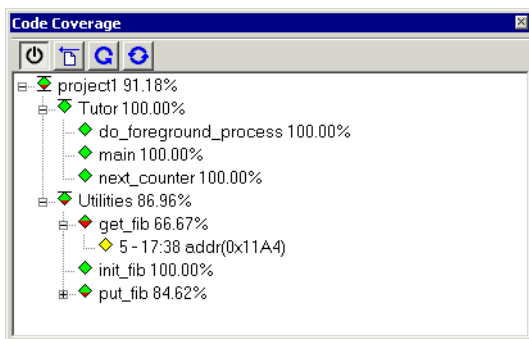 Code Coverage
project1 91.18%
Tutor 100.00%
do_foreground_process 100.00%
main 100.00%
next_counter 100.00%
Utilities 86.96%
get_fib 66.67%
5 - 17:38 addr(0x11A4)
init_fib 100.00%
put_fib 84.62%